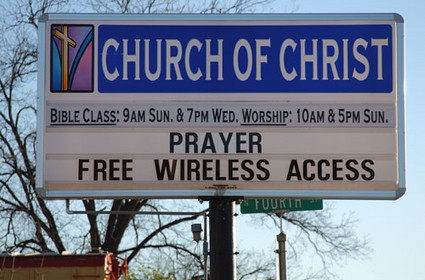 CHURCH OF CHRIST
BIBLE CLASS: 9AM SUN. & 7PM WED. WORSHIP: 10AM & 5PM SUN.
PRAYER
FREE WIRELESS ACCESS
FOURTH